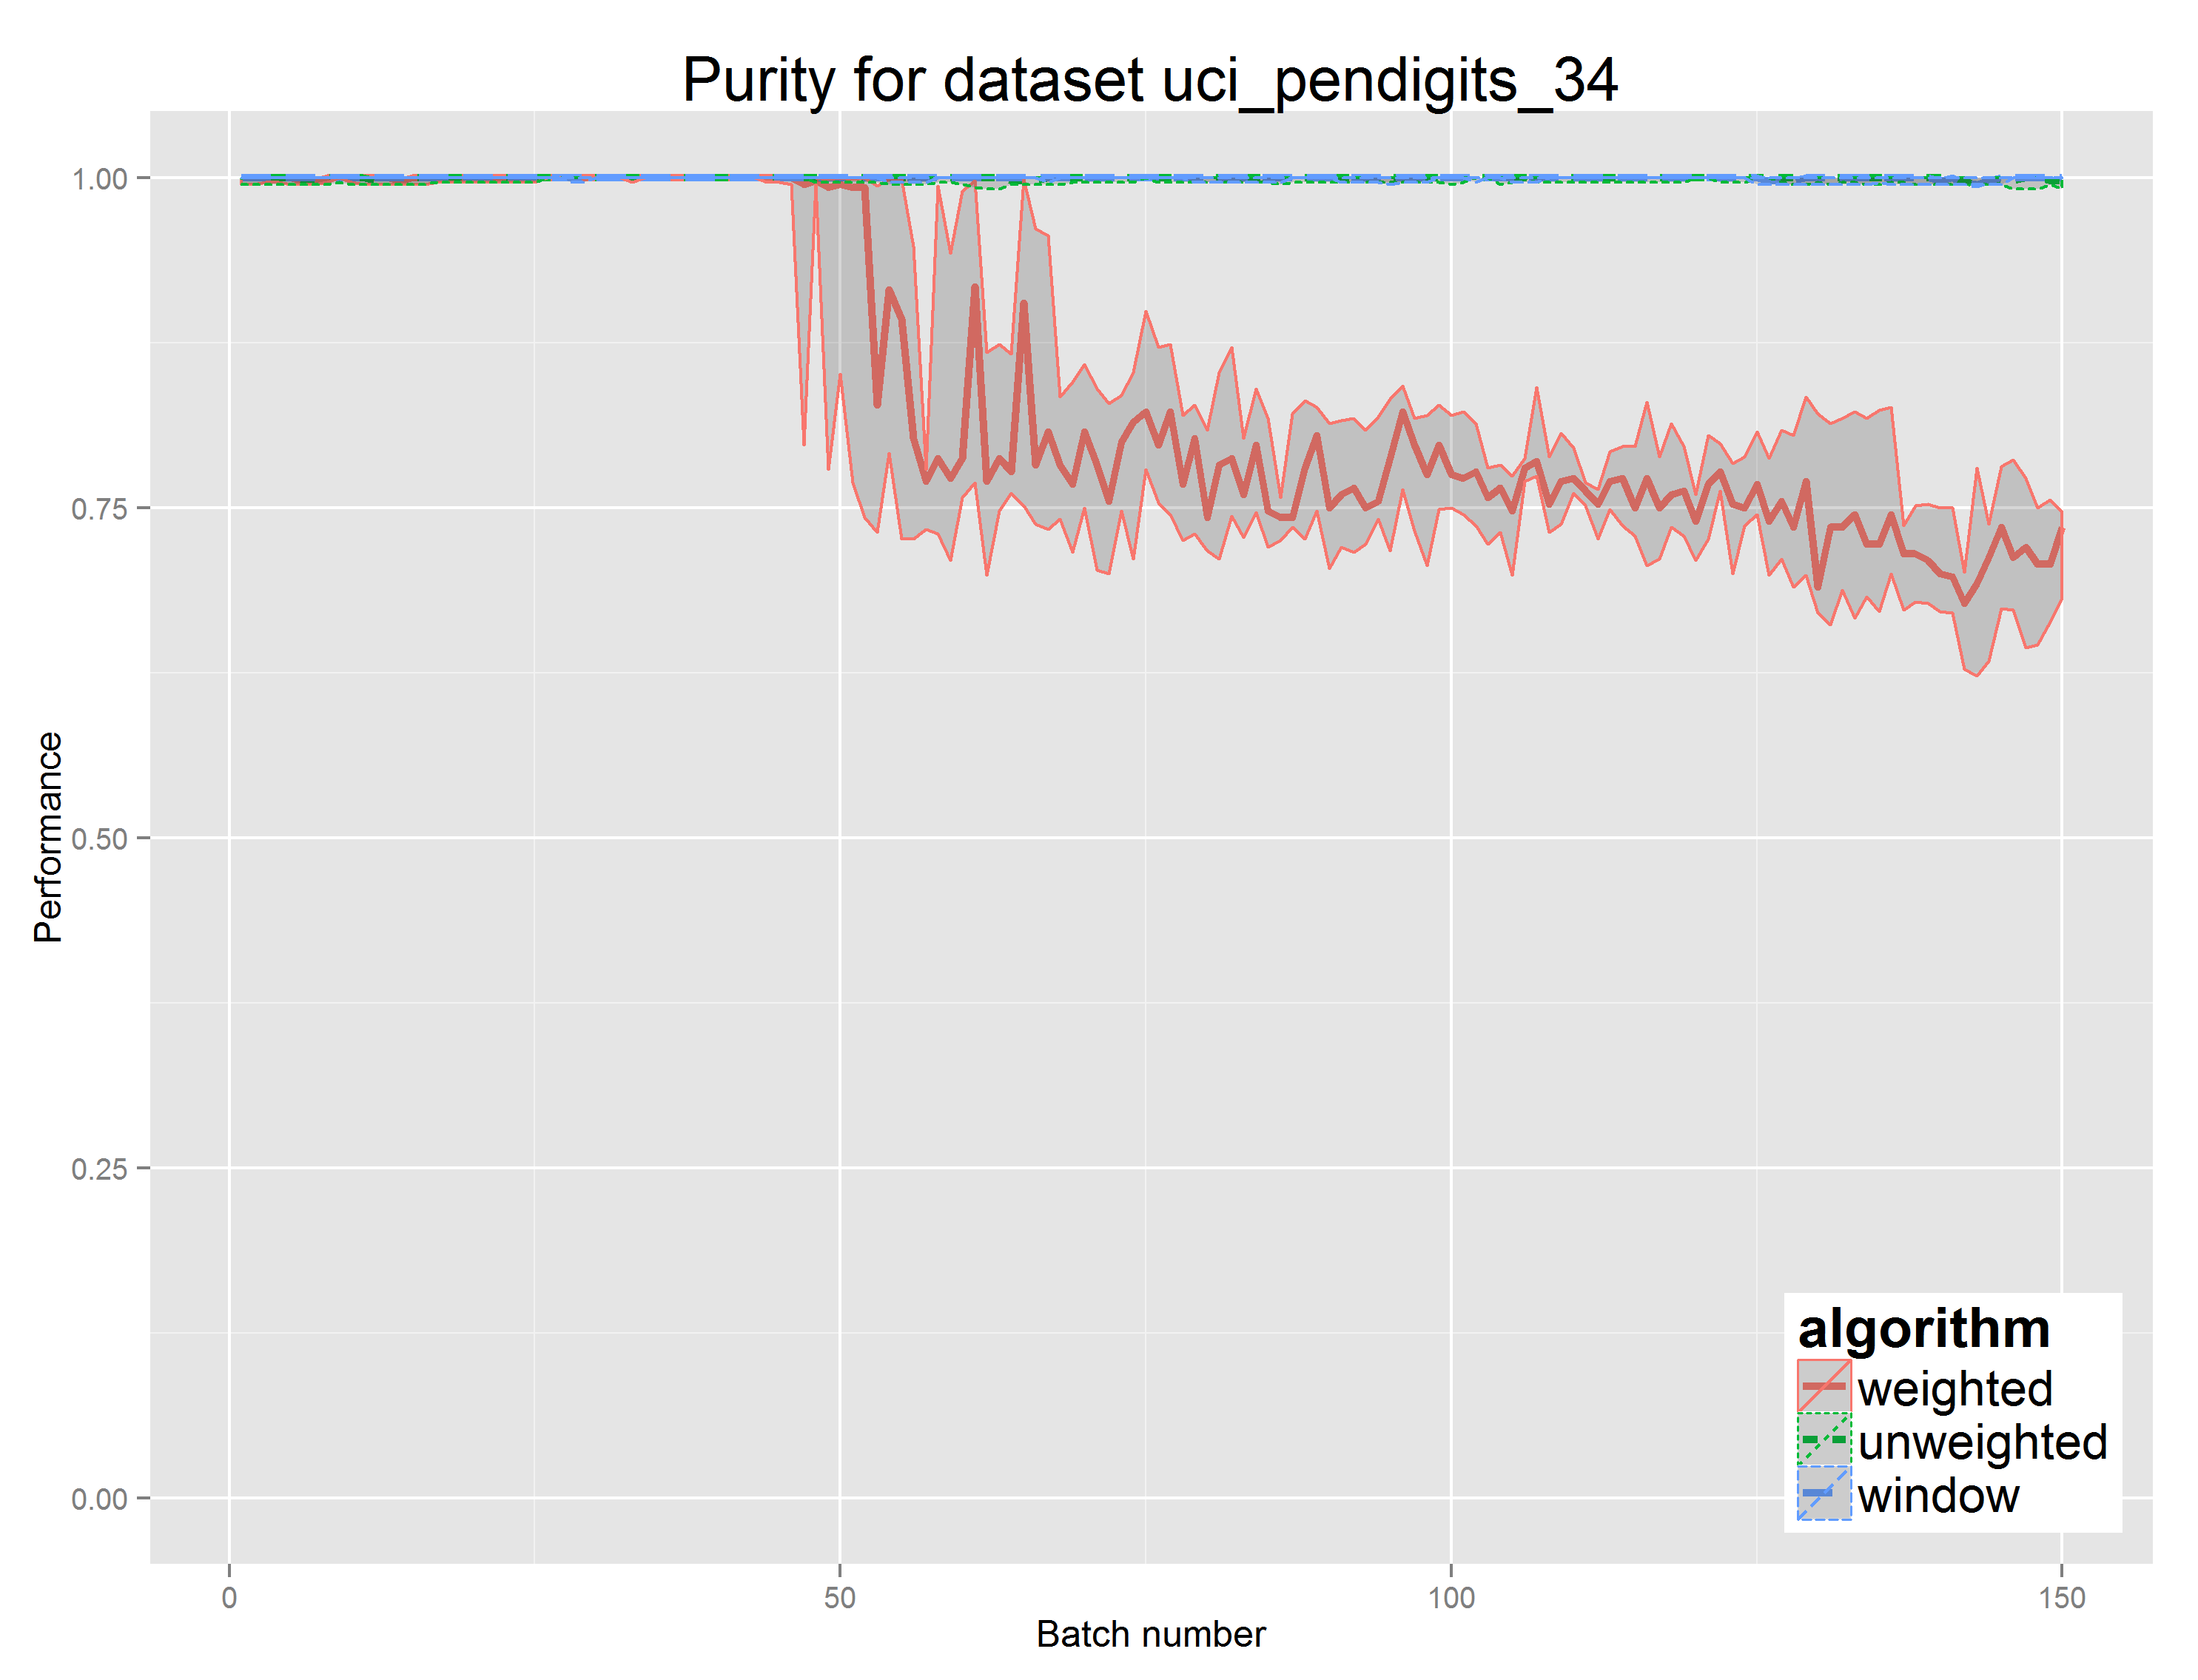 Purity for dataset uci_pendigits_34
1.00
0.75
0.50
0.25
0.00
Performance
0
50
100
150
Batch number
algorithm
weighted
unweighted
window